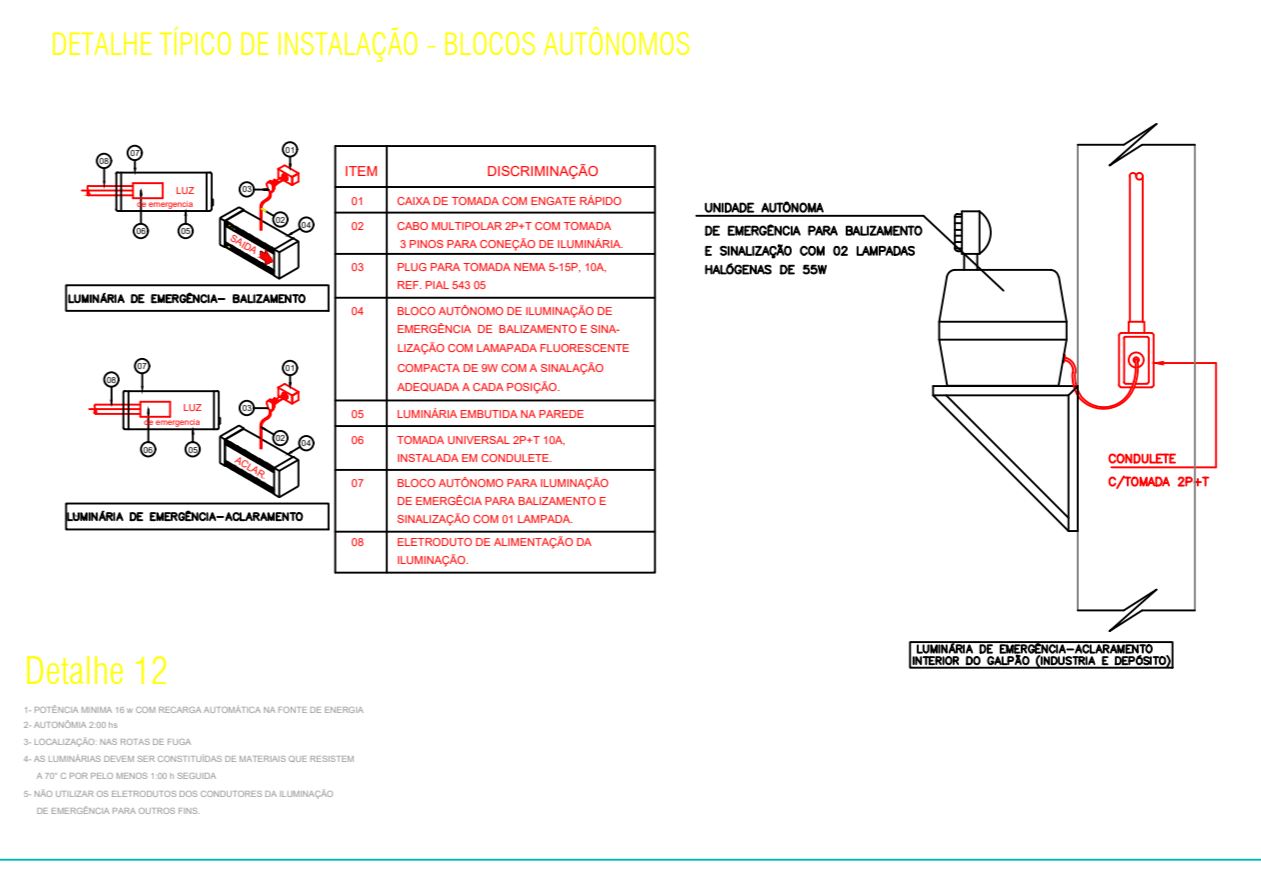 DETALHE TÍPICO DE INSTALAÇÃO - BLOCOS AUTÔNOMOS
08
07
LUZ
de emergencia
06
05
01
03
02
04
SAIDA
LUMINÁRIA DE EMERGÊNCIA- BALIZAMENTO
08
07
LUZ
de emergencia
06
05
01
03
02
04
ACLAR.
LUMINÁRIA DE EMERGÊNCIA-ACLARAMENTO
ITEM DISCRIMINAÇÃO
01 CAIXA DE TOMADA COM ENGATE RÁPIDO
02 CABO MULTIPOLAR 2P+T COM TOMADA
3 PINOS PARA CONEÇÃO DE ILUMINÁRIA.
03 PLUG PARA TOMADA NEMA 5-15P, 10A,
REF. PIAL 543 05
04 BLOCO AUTÔNOMO DE ILUMINAÇÃO DE
EMERGÊNCIA DE BALIZAMENTO E SINA-
LIZAÇÃO COM LAMAPADA FLUORESCENTE
COMPACTA DE 9W COM A SINALAÇÃO
ADEQUADA A CADA POSIÇÃO.
05 LUMINÁRIA EMBUTIDA NA PAREDE
06 TOMADA UNIVERSAL 2P+T 10A,
INSTALADA EM CONDULETE.
07 BLOCO AUTÔNOMO PARA ILUMINAÇÃO
DE EMERGÊCIA PARA BALIZAMENTO E
SINALIZAÇÃO COM 01 LAMPADA.
08 ELETRODUTO DE ALIMENTAÇÃO DA
ILUMINAÇÃO.
UNIDADE AUTÔNOMA
DE EMERGÊNCIA PARA BALIZAMENTO
E SINALIZAÇÃO COM 02 LAMPADAS
HALÓGENAS DE 55W
CONDULETE
C/TOMADA 2P+T
LUMINÁRIA DE EMERGÊNCIA-ACLARAMENTO
INTERIOR DO GALPÃO (INDUSTRIA E DEPÓSITO)
Detalhe 12
1- POTÊNCIA MINIMA 16 w COM RECARGA AUTOMÁTICA NA FONTE DE ENERGIA
2- AUTONÔMIA 2:00 hs
3- LOCALIZAÇÃO: NAS ROTAS DE FUGA
4- AS LUMINÁRIAS DEVEM SER CONSTITUÍDAS DE MATERIAIS QUE RESISTEM
A 70° C POR PELO MENOS 1:00 h SEGUIDA
5- NÃO UTILIZAR OS ELETRODUTOS DOS CONDUTORES DA ILUMINAÇÃO
DE EMERGÊNCIA PARA OUTROS FINS.